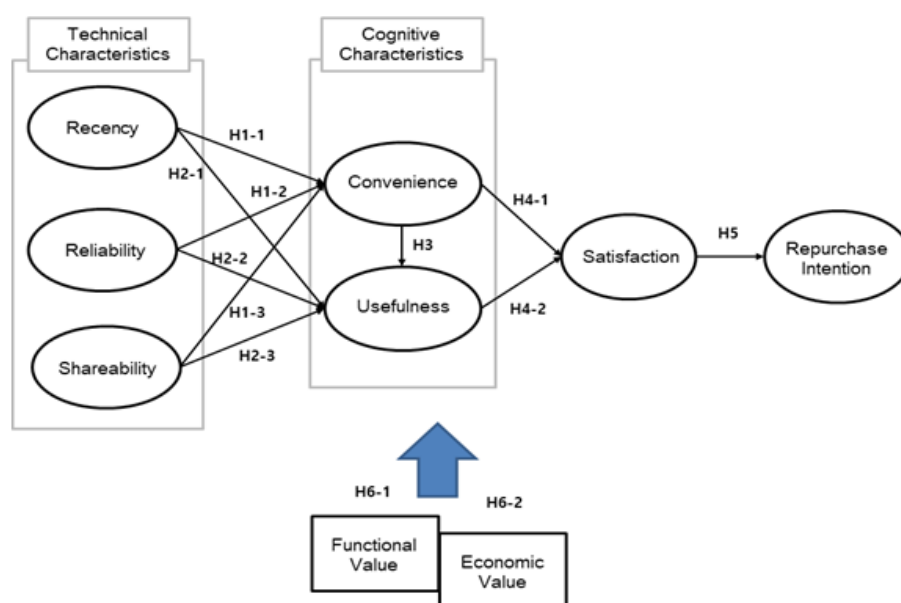 Technical
Characteristics
Cognitive
Characteristics
Recency
H1-1
H2-1
H1-2
Convenience
H4-1
Reliability
H2-2
H3
Satisfaction
H5
Repurchase
Intention
H1-3
Usefulness
H4-2
H2-3
Shareability
H6-1
H6-2
Functional
Value
Economic
Value